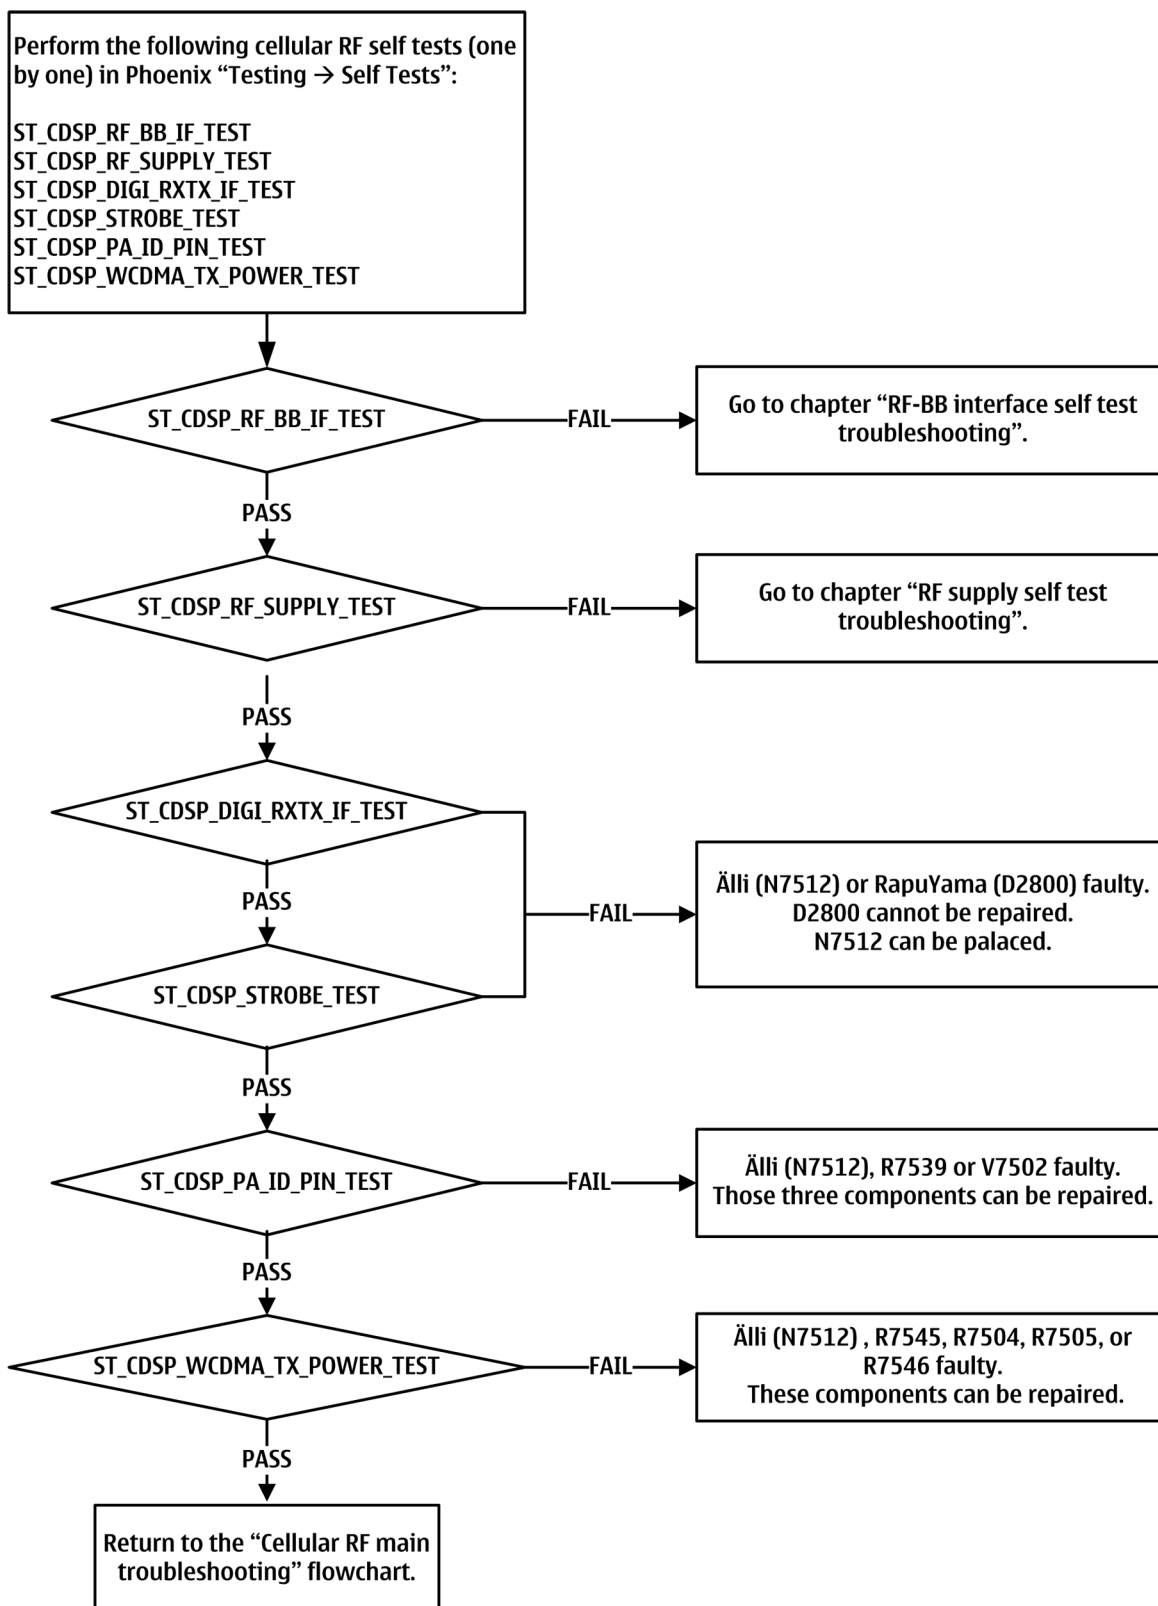 Perform the following cellular RF self tests (one
by one) in Phoenix “Testing → Self Tests”:
ST_CDSP_RF_BB_IF_TEST
ST_CDSP_RF_SUPPLY_TEST
ST_CDSP_DIGI_RXTX_IF_TEST
ST_CDSP_STROBE_TEST
ST_CDSP_PA_ID_PIN_TEST
ST_CDSP_WCDMA_TX_POWER_TEST
ST_CDSP_RF_BB_IF_TEST
FAIL
Go to chapter “RF-BB interface self test
troubleshooting”.
PASS
ST_CDSP_RF_SUPPLY_TEST
FAIL
Go to chapter “RF supply self test
troubleshooting”.
PASS
ST_CDSP_DIGI_RXTX_IF_TEST
PASS
FAIL
Älli (N7512) or RapuYama (D2800) faulty.
D2800 cannot be repaired.
N7512 can be palaced.
ST_CDSP_STROBE_TEST
PASS
ST_CDSP_PA_ID_PIN_TEST
FAIL
Älli (N7512), R7539 or V7502 faulty.
Those three components can be repaired.
PASS
ST_CDSP_WCDMA_TX_POWER_TEST
FAIL
Älli (N7512) , R7545, R7504, R7505, or
R7546 faulty.
These components can be repaired.
PASS
Return to the “Cellular RF main
troubleshooting” flowchart.